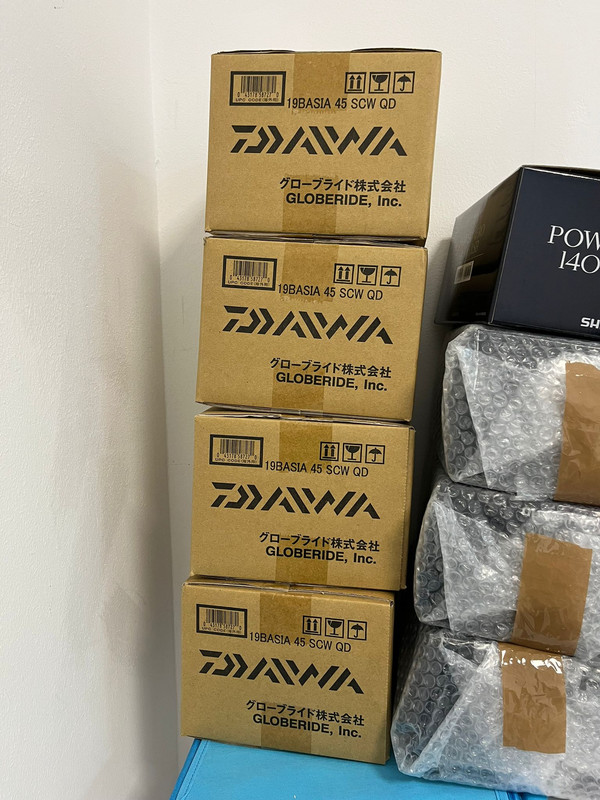 19BASIA 45 SCW QD
DAIWA
グローブライド株式会社
GLOBERIDE, Inc.
19BASIA 45 SCW QD
DAIWA
グローブライド株式会社
GLOBERIDE, Inc.
19BASIA 45 SCW QD
DAIWA
グローブライド株式会社
GLOBERIDE, Inc.
19BASIA 45 SCW QD
DAIWA
グローブライド株式会社
GLOBERIDE, Inc.
POW
140
SH